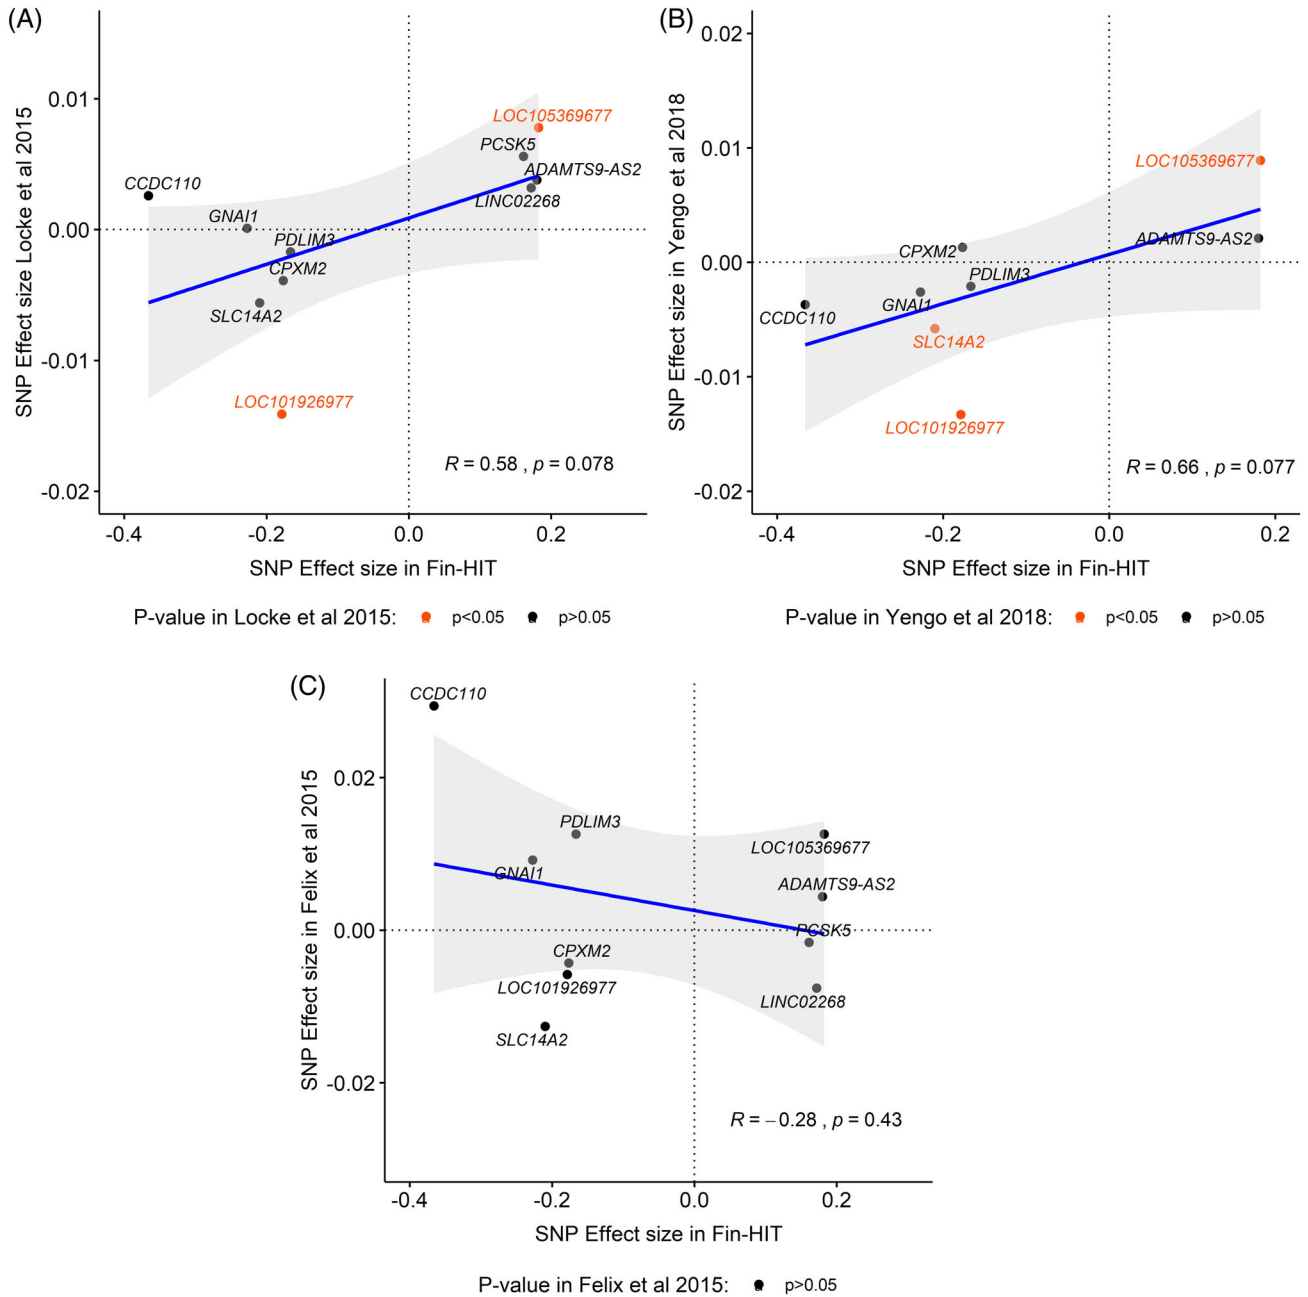 (A)
SNP Effect size Locke et al 2015
0.01
0.00
-0.01
-0.02
LOC105369677
PCSK5
ADAMTS9-AS2
CCDC110
LINC02268
GNAI1
PDLIM3
CPXM2
SLC14A2
LOC101926977
R = 0.58 , p = 0.078
-0.4 -0.2 0.0 0.2
SNP Effect size in Fin-HIT
P-value in Locke et al 2015: p<0.05 p>0.05
(B)
SNP Effect size in Yengo et al 2018
0.02
0.01
0.00
-0.01
-0.02
LOC105369677
ADAMTS9-AS2
CPXM2
PDLIM3
GNAI1
CCDC110
SLC14A2
LOC101926977
R = 0.66 , p = 0.077
-0.4 -0.2 0.0 0.2
SNP Effect size in Fin-HIT
P-value in Yengo et al 2018: p<0.05 p>0.05
(C)
SNP Effect size in Felix et al 2015
0.02
0.00
-0.02
CCDC110
PDLIM3
LOC105369677
GNAI1
ADAMTS9-AS2
PCSK5
CPXM2
LOC101926977
LINC02268
SLC14A2
R = −0.28 , p = 0.43
-0.4 -0.2 0.0 0.2
SNP Effect size in Fin-HIT
P-value in Felix et al 2015: p>0.05